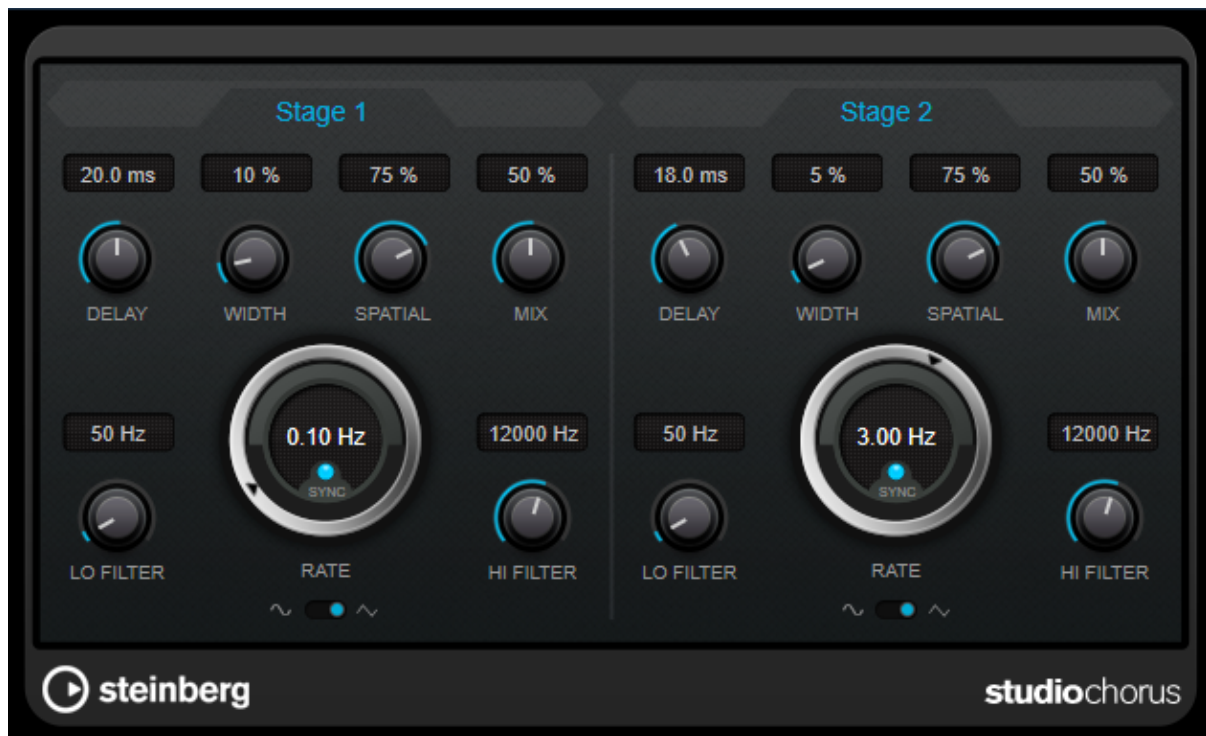 Stage 1
20.0 ms 10 % 75 % 50 %
DELAY WIDTH SPATIAL MIX
50 Hz 0.10 Hz 12000 Hz
SYNC
LO FILTER RATE HI FILTER
Stage 2
18.0 ms 5 % 75 % 50 %
DELAY WIDTH SPATIAL MIX
50 Hz 3.00 Hz 12000 Hz
SYNC
LO FILTER RATE HI FILTER
steinberg
studiochorus